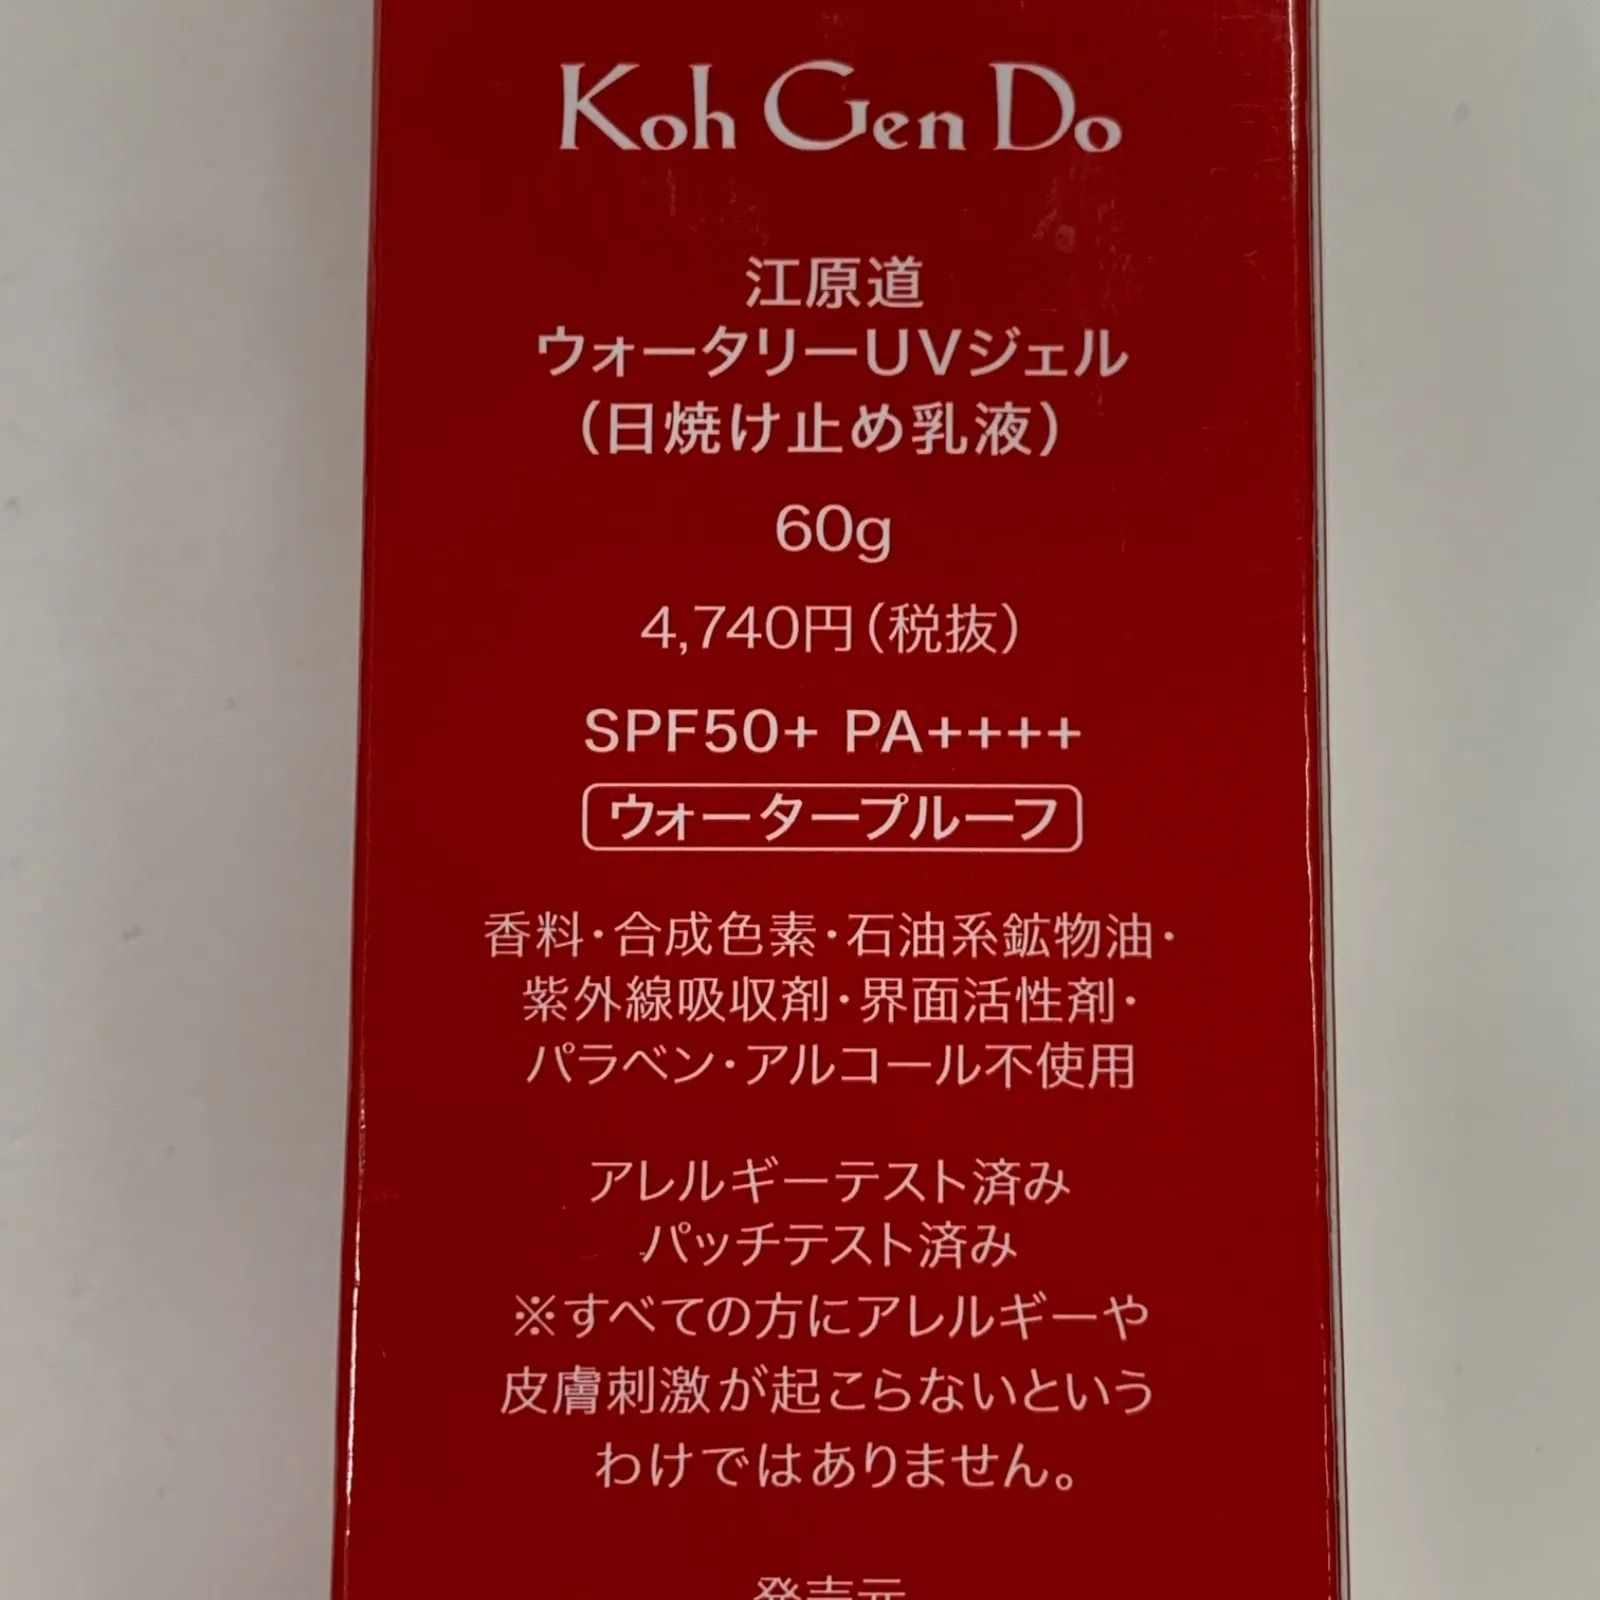 Koh Gen Do
江原道
ウォータリーUVジェル
（日焼け止め乳液）
60g
4,740円（税抜）
SPF50+ PA++++
ウォータープルーフ
香料・合成色素・石油系鉱物油・
紫外線吸収剤・界面活性剤・
パラベン・アルコール不使用
アレルギーテスト済み
パッチテスト済み
※すべての方にアレルギーや
皮膚刺激が起こらないという
わけではありません。
発売元